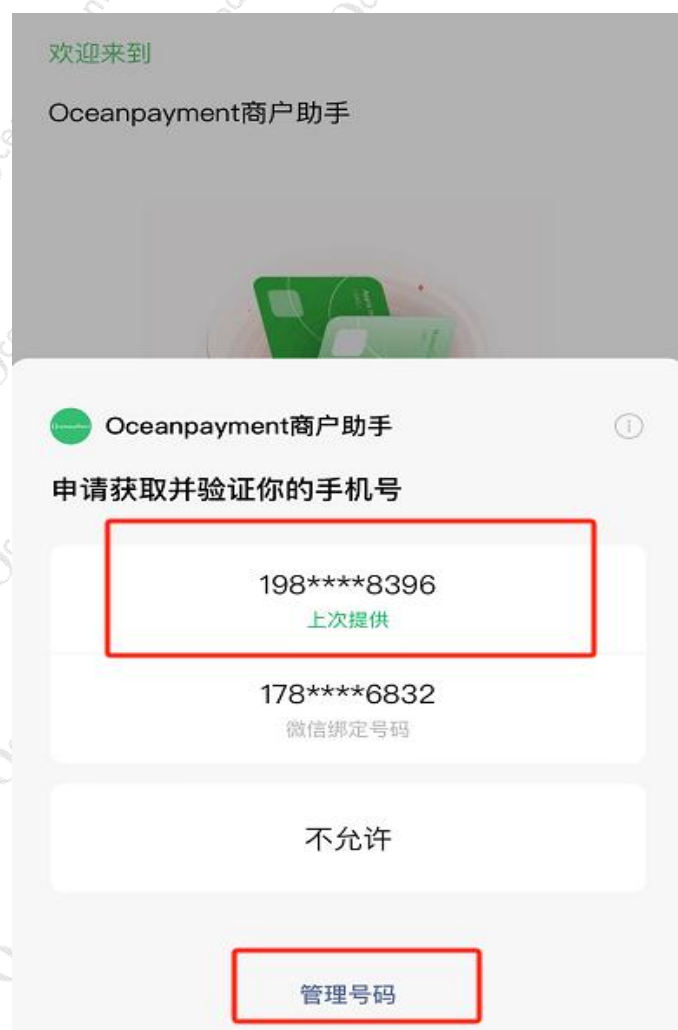 欢迎来到
Oceanpayment商户助手
Oceanpayment商户助手
申请获取并验证你的手机号
198****8396
上次提供
178****6832
微信绑定号码
不允许
管理号码